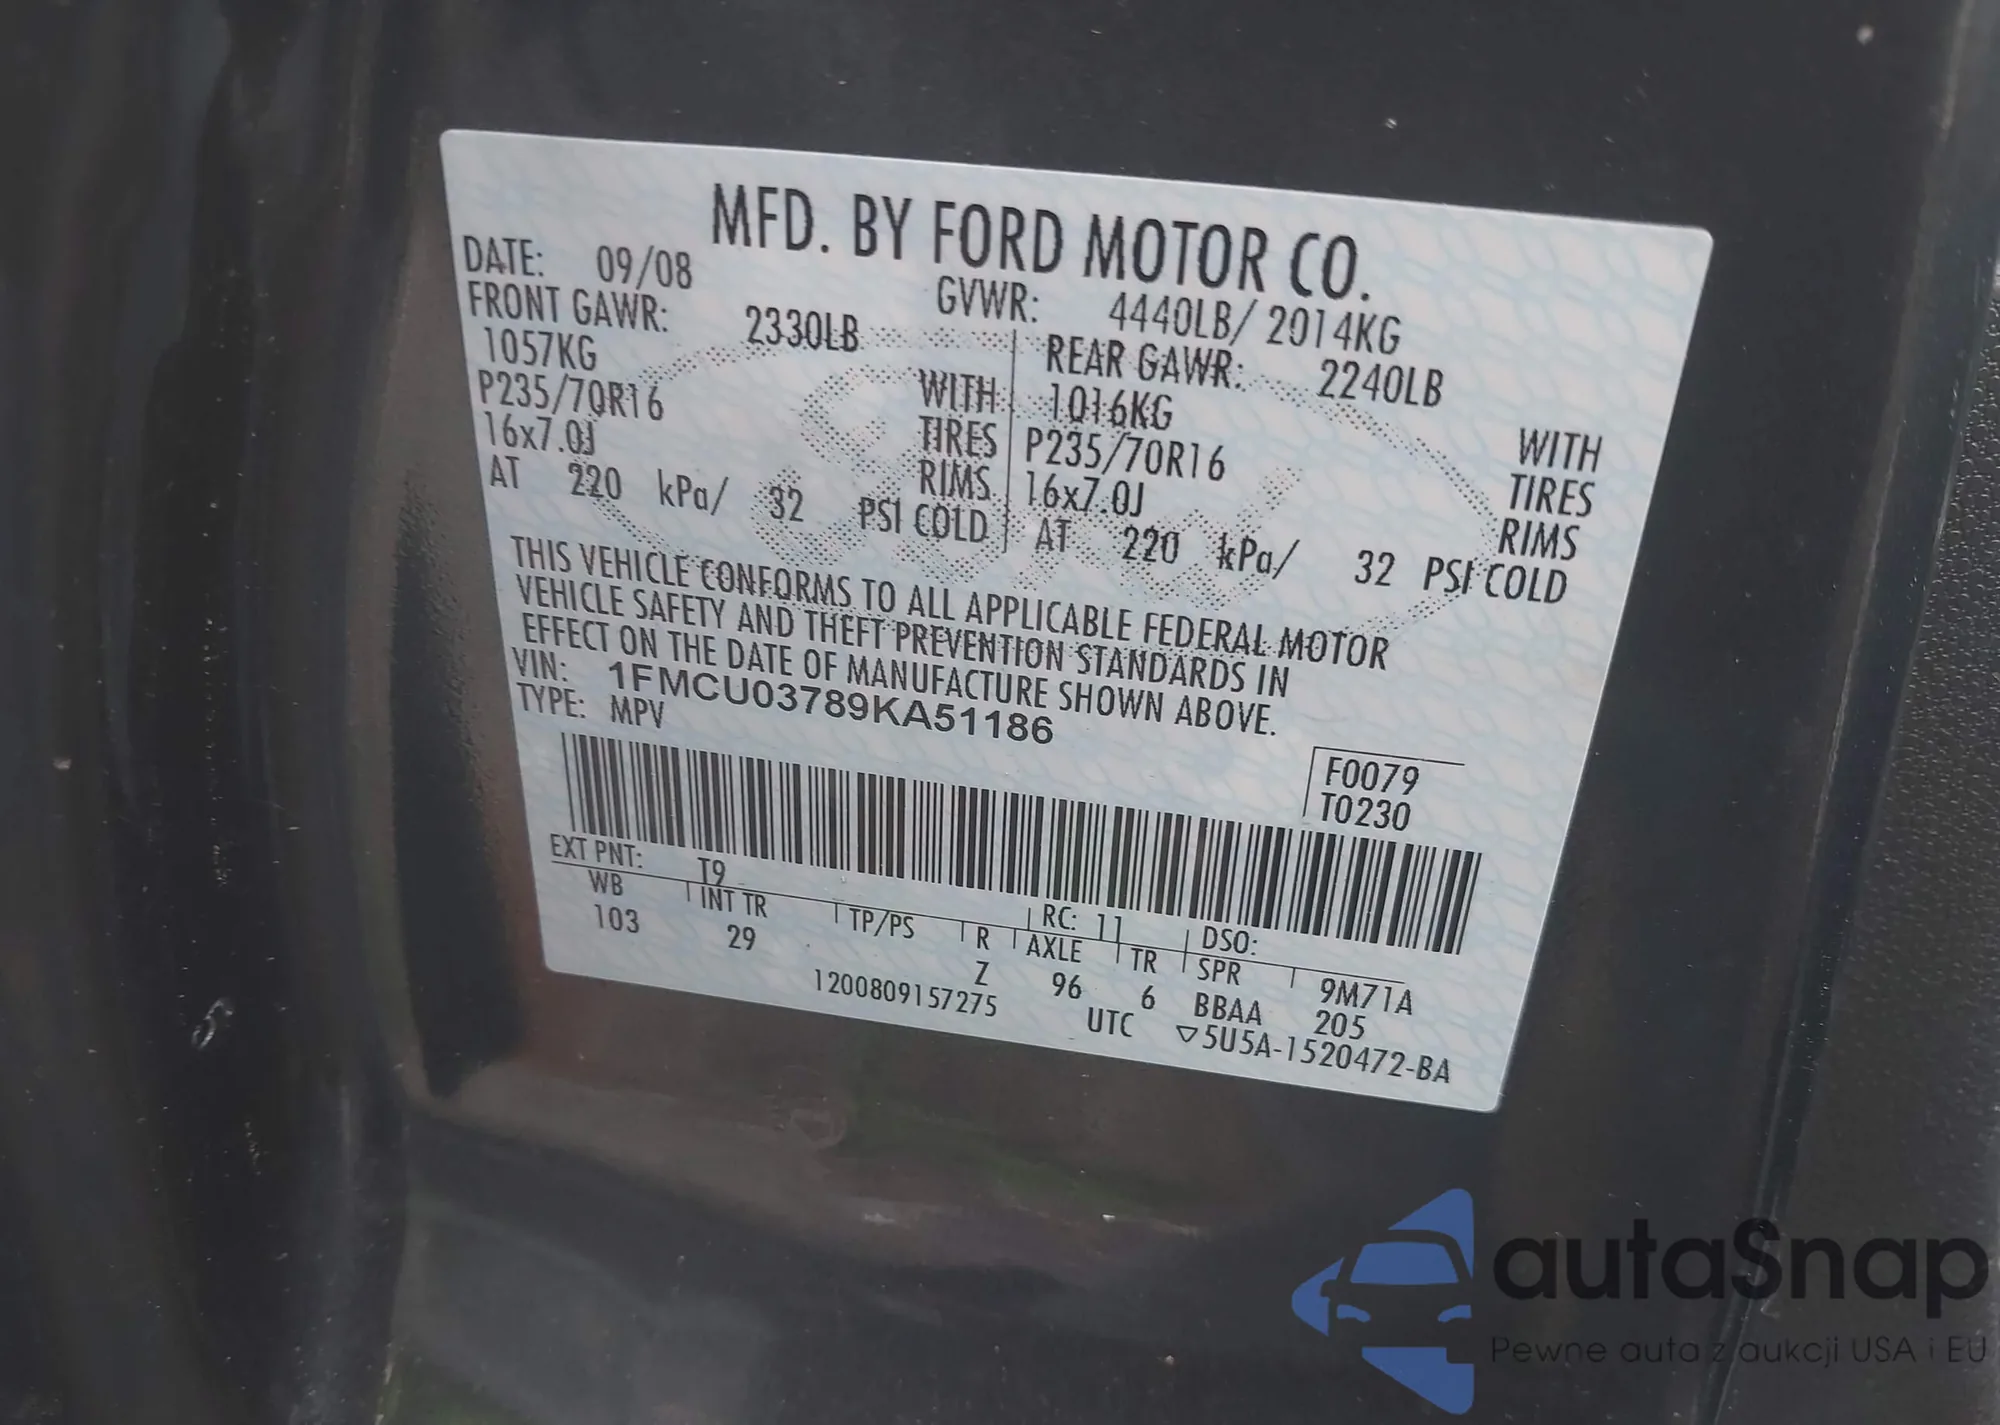 MFD. BY FORD MOTOR CO.
DATE: 09/08 GVWR: 4440LB/ 2014KG
FRONT GAWR: 2330LB REAR GAWR: 2240LB
1057KG WITH 1016KG WITH
P235/70R16 TIRES P235/70R16 TIRES
16x7.0J RIMS 16x7.0J RIMS
AT 220 kPa/ 32 PSI COLD AT 220 kPa/ 32 PSI COLD
THIS VEHICLE CONFORMS TO ALL APPLICABLE FEDERAL MOTOR
VEHICLE SAFETY AND THEFT PREVENTION STANDARDS IN
EFFECT ON THE DATE OF MANUFACTURE SHOWN ABOVE.
VIN: 1FMCU03789KA51186
TYPE: MPV
F0079
T0230
EXT PNT: T9 RC: 11 DSO:
WB INT TR TP/PS R AXLE TR SPR 9M71A
103 29 Z 96 6 BBAA 205
1200809157275 UTC ▽5U5A-1520472-BA
autaSnap
Pewne auta z aukcji USA i EU